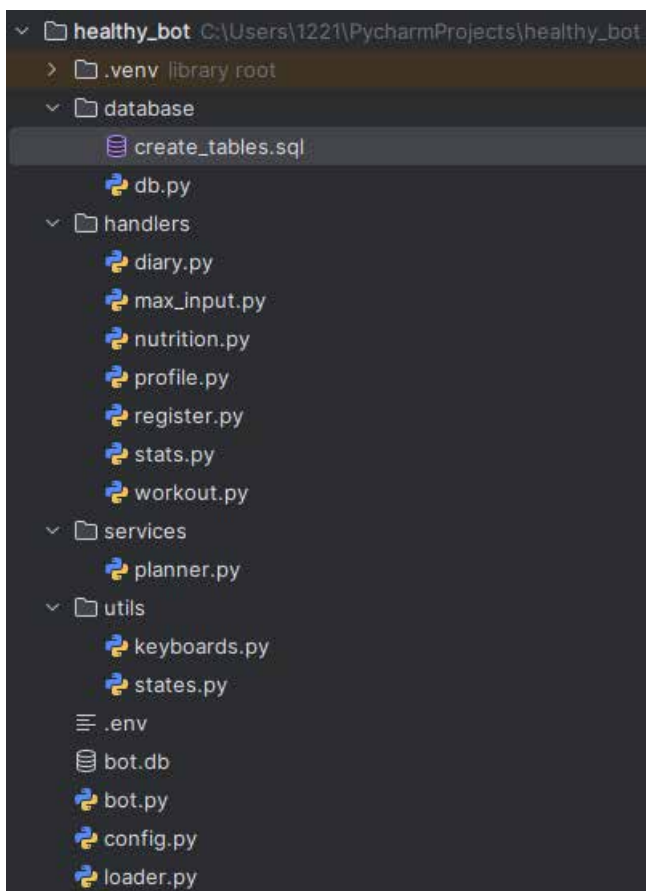 healthy_bot C:\Users\1221\PycharmProjects\healthy_bot
.venv library root
database
create_tables.sql
db.py
handlers
diary.py
max_input.py
nutrition.py
profile.py
register.py
stats.py
workout.py
services
planner.py
utils
keyboards.py
states.py
.env
bot.db
bot.py
config.py
loader.py